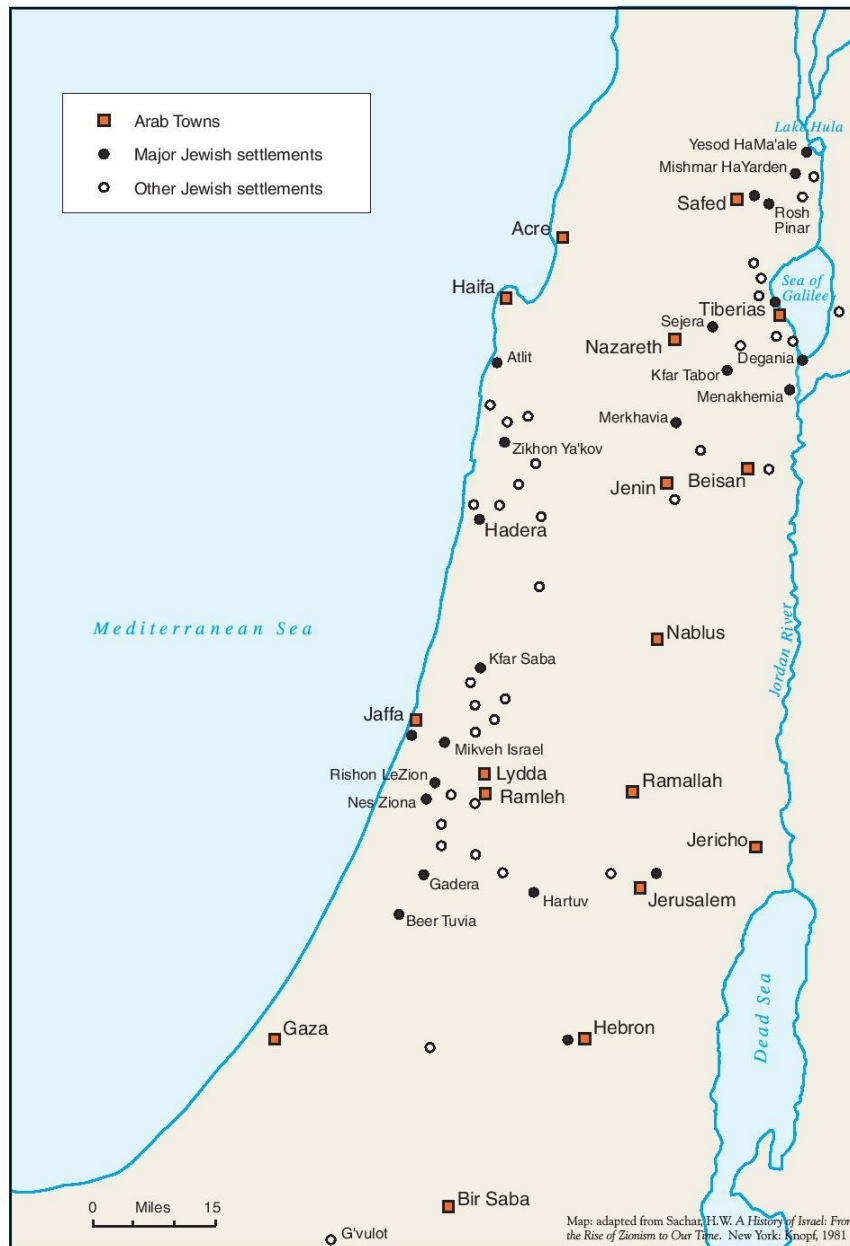 Arab Towns
Major Jewish settlements
Other Jewish settlements
Lake Hula
Yesod HaMa'ale
Mishmar HaYarden
Safed
Rosh
Pinar
Acre
Haifa
Sea of
Galilee
Tiberias
Sejera
Nazareth
Degania
Atlit
Kfar Tabor
Menakhemia
Merkhavia
Zikhon Ya'kov
Beisan
Jenin
Hadera
Mediterranean Sea
Nablus
Jordan River
Kfar Saba
Jaffa
Mikveh Israel
Rishon LeZion
Lydda
Nes Ziona
Ramleh
Ramallah
Jericho
Gadera
Hartuv
Jerusalem
Beer Tuvia
Dead Sea
Gaza
Hebron
Bir Saba
0 Miles 15
G'vulot
Map: adapted from Sachar, H.W. A History of Israel: From
the Rise of Zionism to Our Time. New York: Knopf, 1981